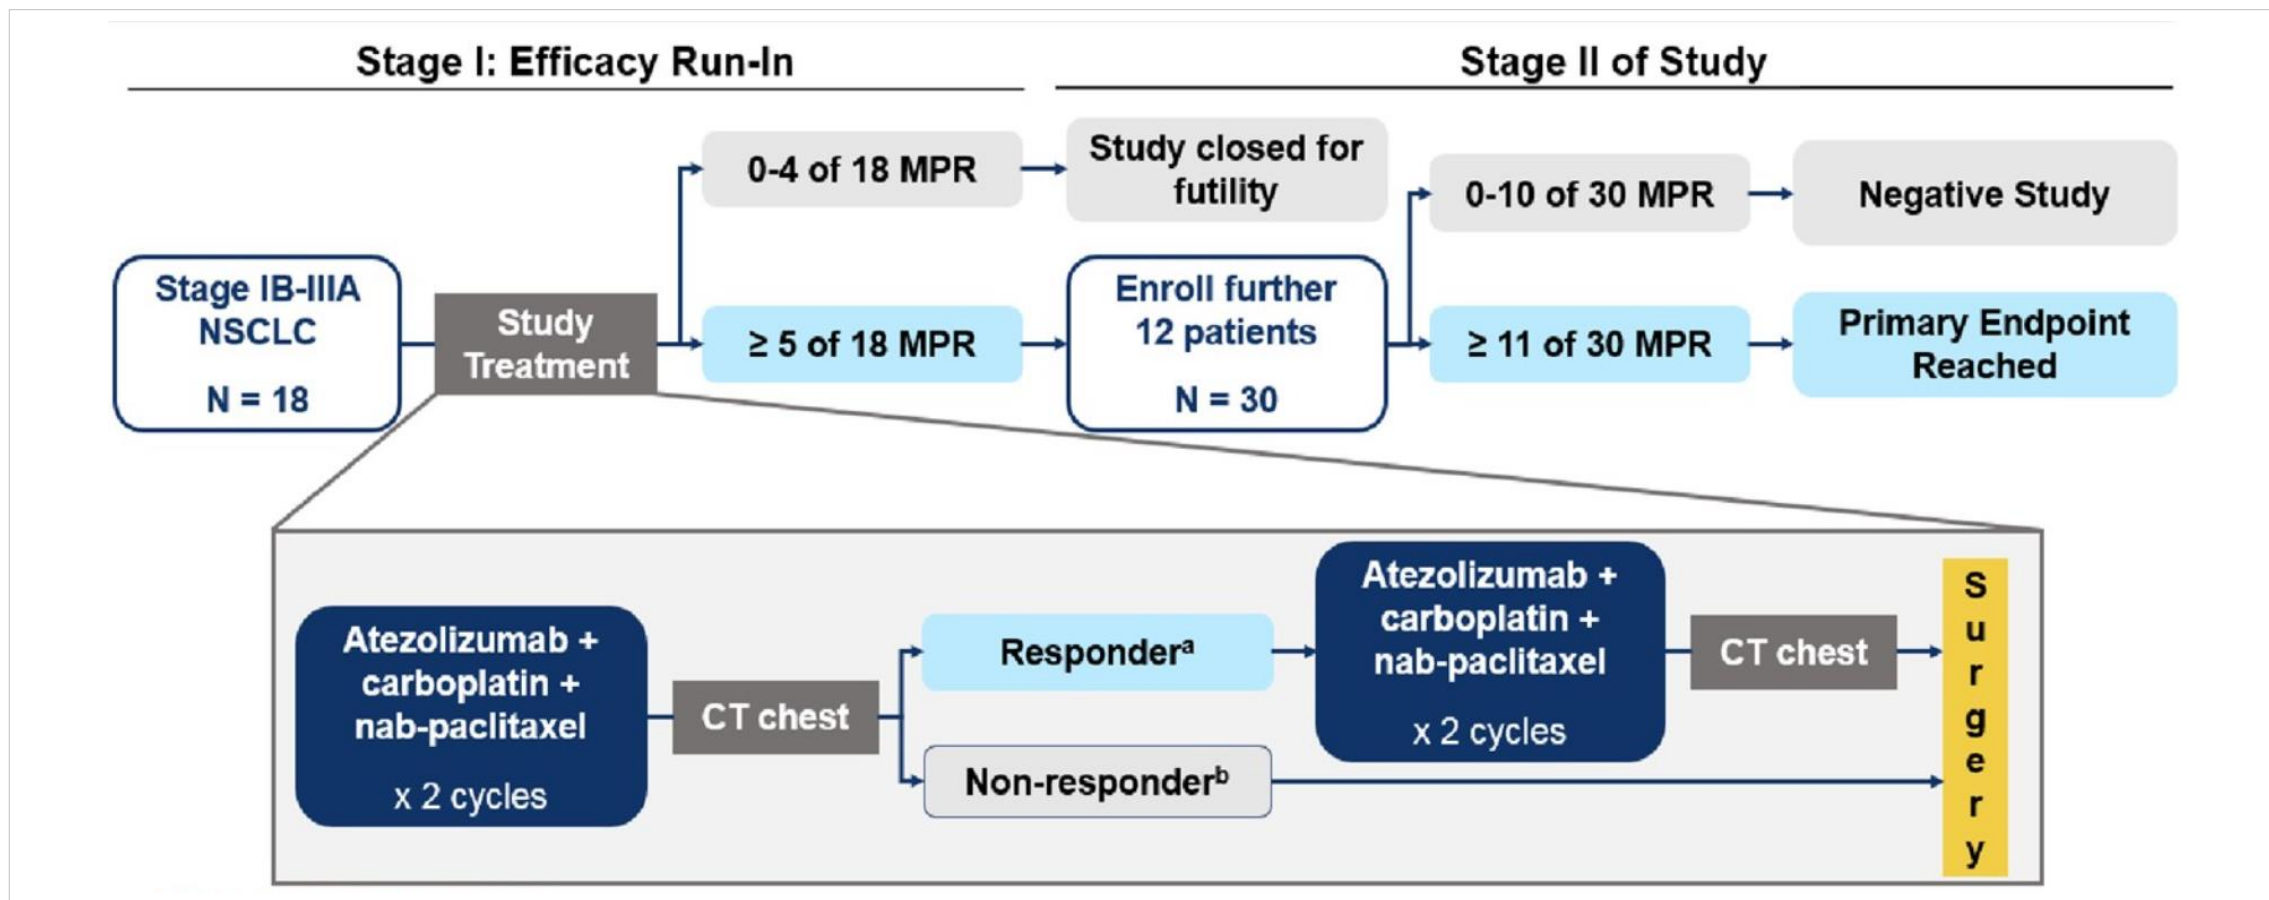 Stage I: Efficacy Run-In
Stage II of Study
0-4 of 18 MPR
Study closed for
futility
0-10 of 30 MPR
Negative Study
Stage IB-IIIA
NSCLC
N = 18
Study
Treatment
≥ 5 of 18 MPR
Enroll further
12 patients
N = 30
≥ 11 of 30 MPR
Primary Endpoint
Reached
Atezolizumab +
carboplatin +
nab-paclitaxel
x 2 cycles
CT chest
Responderᵃ
Non-responderᵇ
Atezolizumab +
carboplatin +
nab-paclitaxel
x 2 cycles
CT chest
Surgery